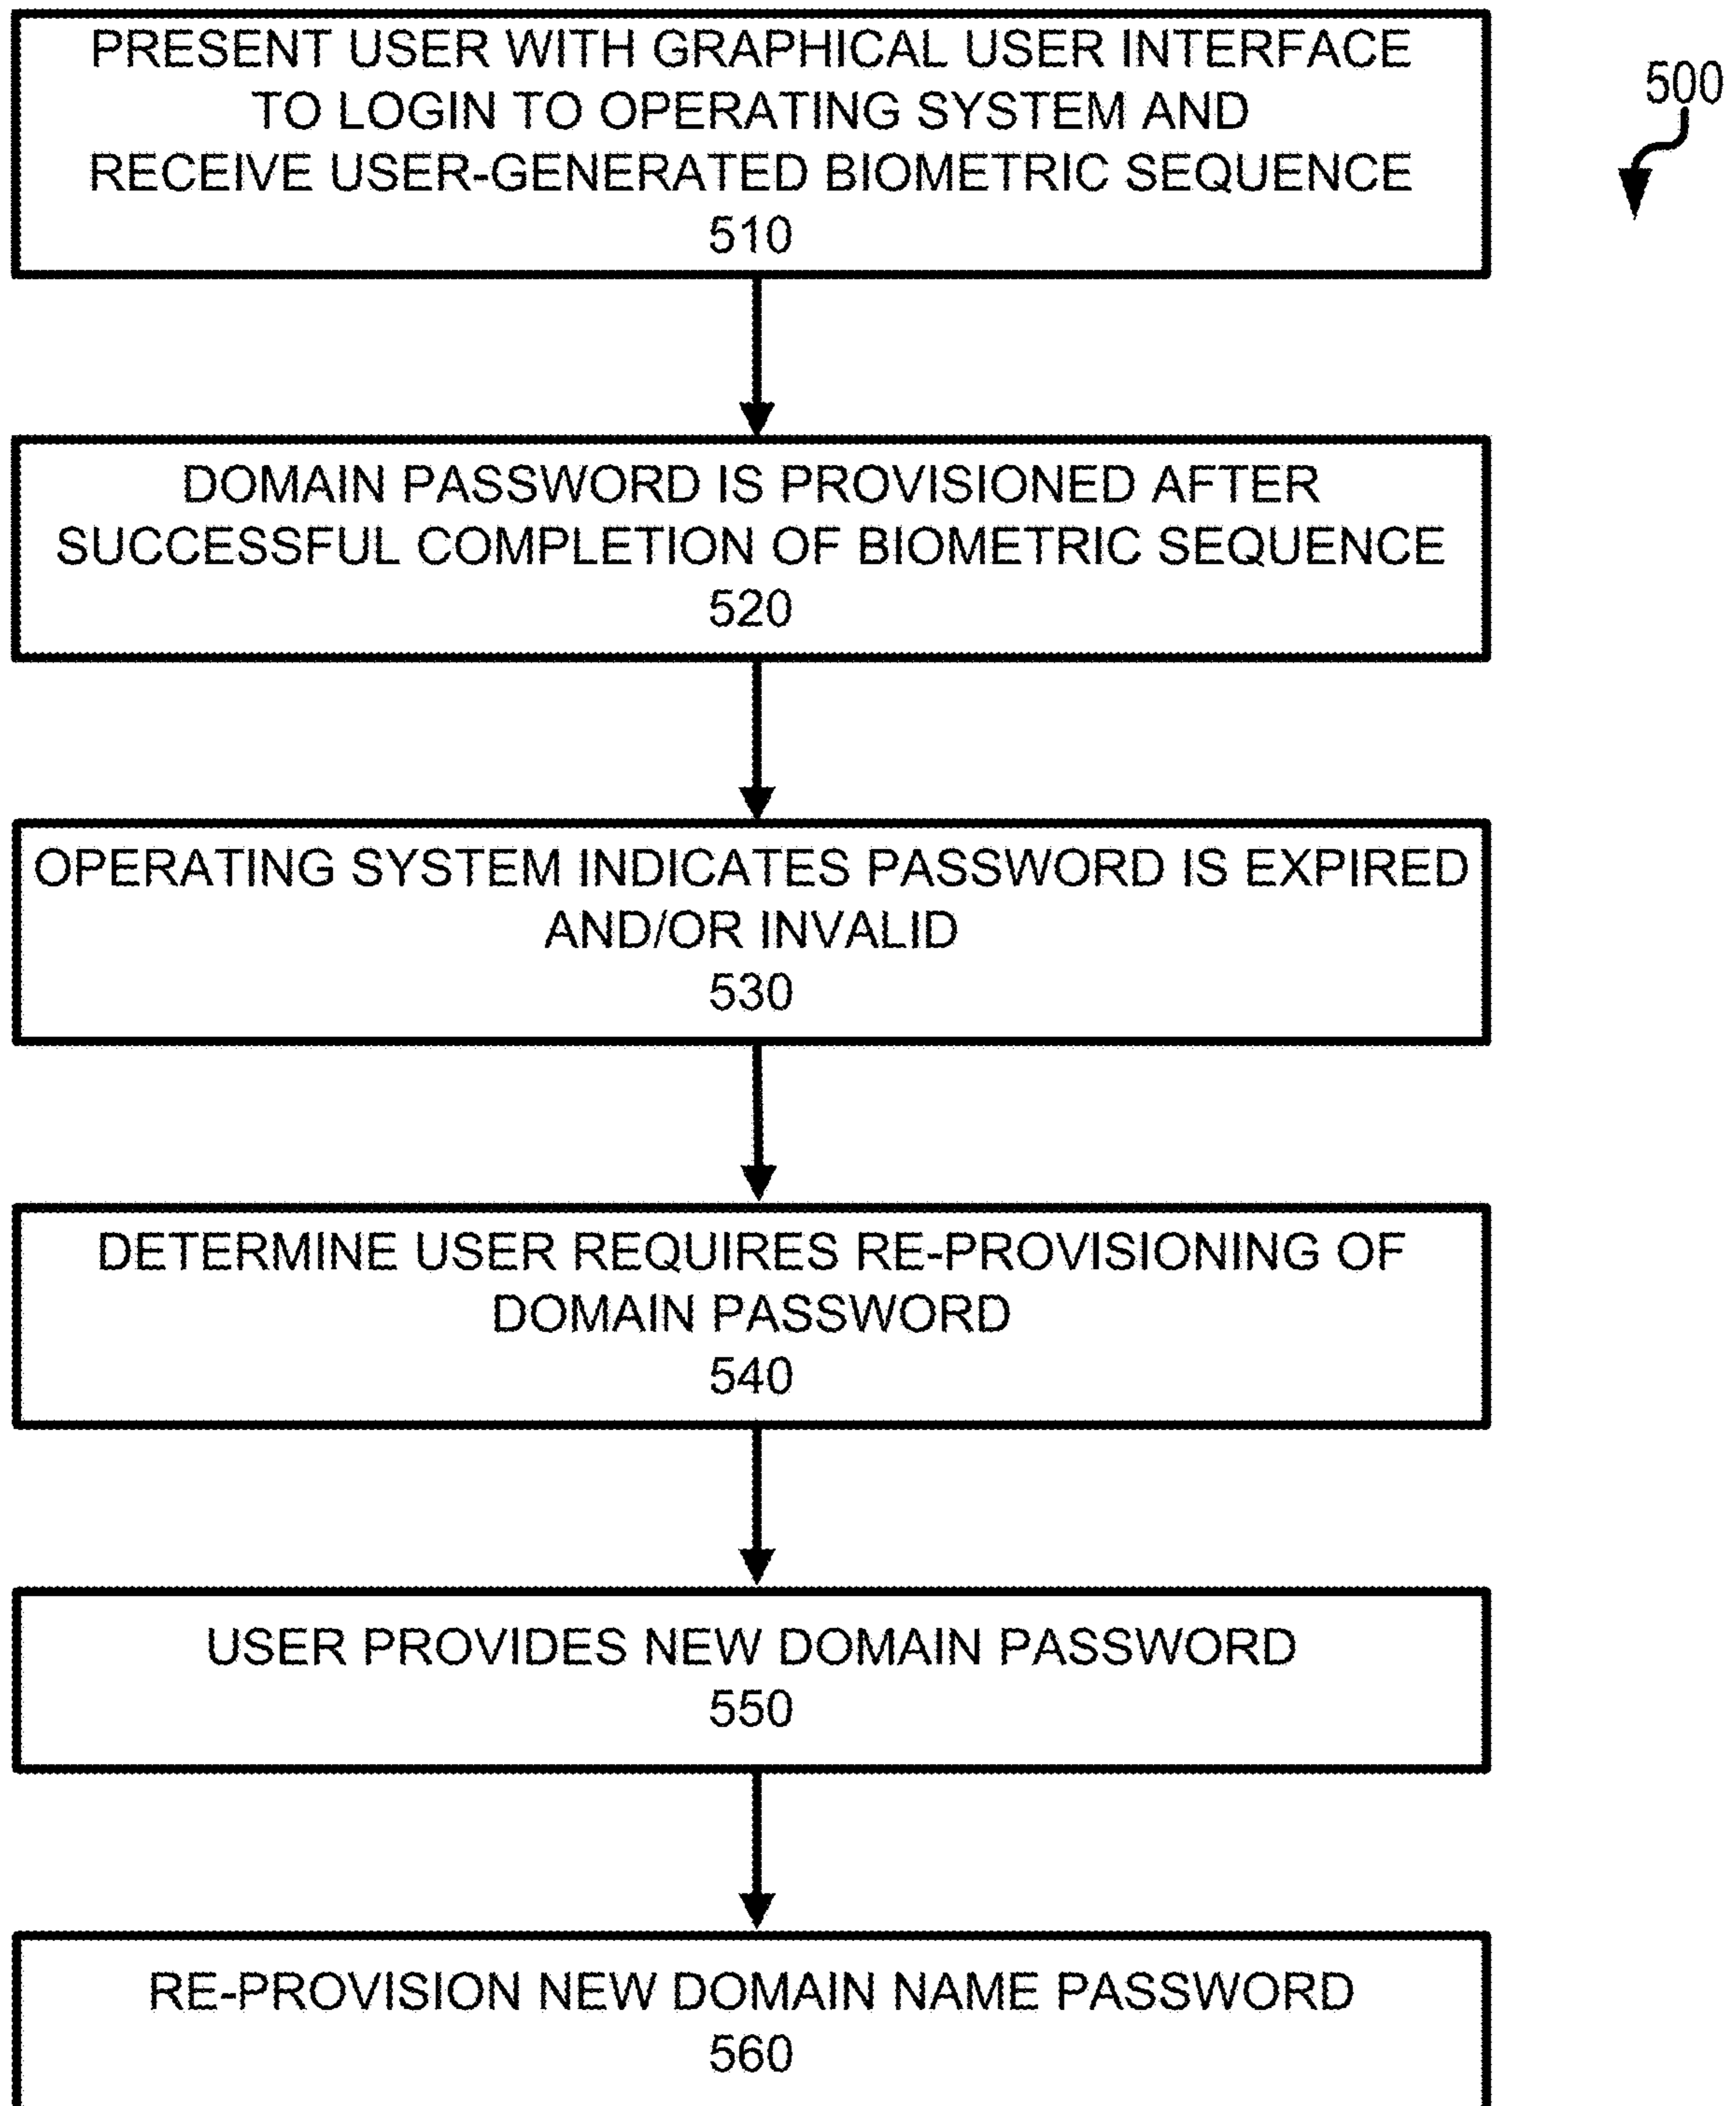 PRESENT USER WITH GRAPHICAL USER INTERFACE
TO LOGIN TO OPERATING SYSTEM AND
RECEIVE USER-GENERATED BIOMETRIC SEQUENCE
510
500
DOMAIN PASSWORD IS PROVISIONED AFTER
SUCCESSFUL COMPLETION OF BIOMETRIC SEQUENCE
520
OPERATING SYSTEM INDICATES PASSWORD IS EXPIRED
AND/OR INVALID
530
DETERMINE USER REQUIRES RE-PROVISIONING OF
DOMAIN PASSWORD
540
USER PROVIDES NEW DOMAIN PASSWORD
550
RE-PROVISION NEW DOMAIN NAME PASSWORD
560